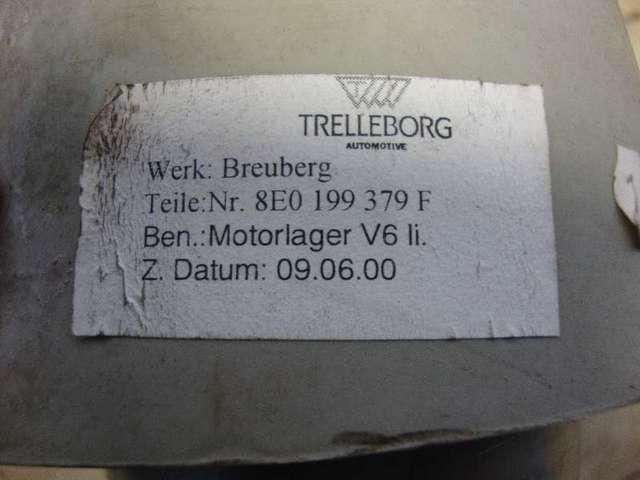 TRELLEBORG
AUTOMOTIVE
Werk: Breuberg
Teile:Nr. 8E0 199 379 F
Ben.:Motorlager V6 li.
Z. Datum: 09.06.00